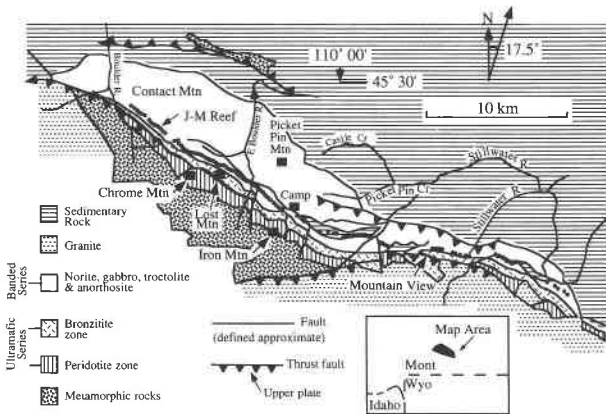 N
17.5°
110° 00'
45° 30'
10 km
Boulder R.
Contact Mtn
J-M Reef
E Boulder R
Picket
Pin
Mtn
Castle Cr
Stillwater
R
Picket Pin Cr
Stillwater R
Camp
Chrome Mtn
Lost
Mtn
Iron Mtn
Mountain View
Sedimentary
Rock
Granite
Banded
Series
Norite, gabbro, troctolite
& anorthosite
Ultramafic
Series
Bronzitite
zone
Peridotite zone
Metamorphic rocks
Fault
(defined approximate)
Thrust fault
Upper plate
Map Area
Mont
Wyo
Idaho